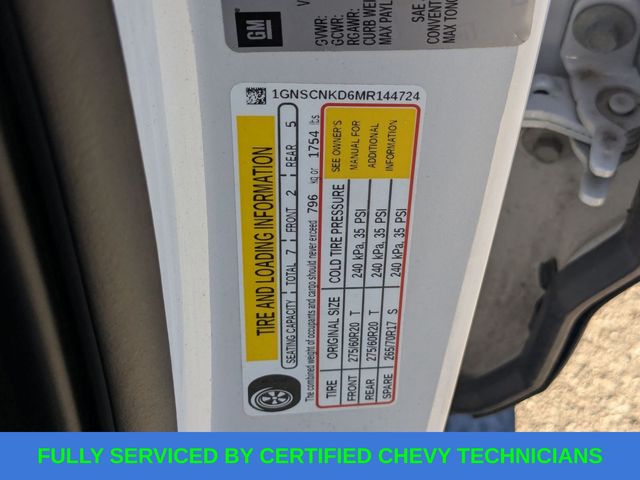 GM
GVWR:
GCWR:
RGAWR:
CURB WEI
MAX PAYL
SAE
CONVENT
MAX TONG
1GNSCNKD6MR144724
TIRE AND LOADING INFORMATION
SEATING CAPACITY TOTAL 7 FRONT 2 REAR 5
The combined weight of occupants and cargo should never exceed 796 kg or 1754 lbs
TIRE ORIGINAL SIZE COLD TIRE PRESSURE SEE OWNER'S
FRONT 275/60R20 T 240 kPa, 35 PSI MANUAL FOR
REAR 275/60R20 T 240 kPa, 35 PSI ADDITIONAL
SPARE 265/70R17 S 240 kPa, 35 PSI INFORMATION
FULLY SERVICED BY CERTIFIED CHEVY TECHNICIANS